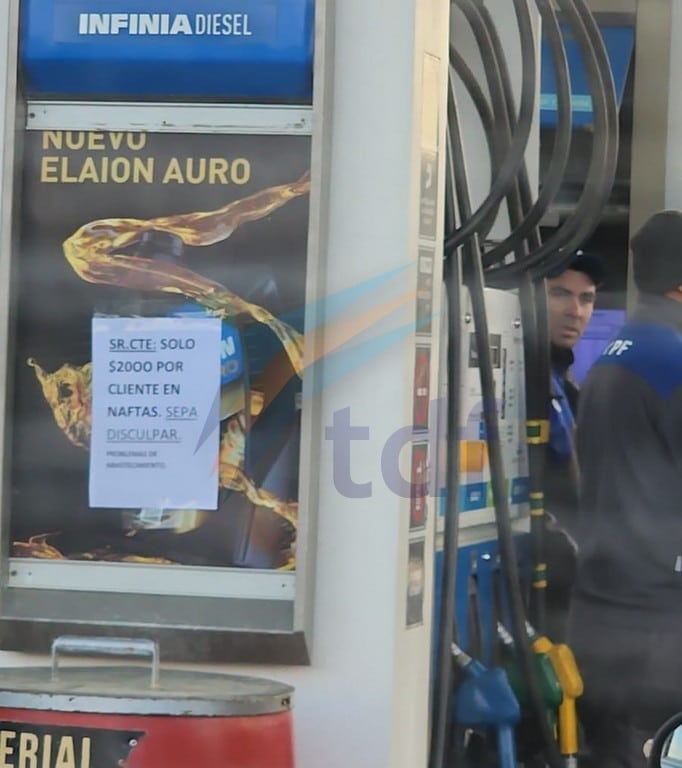 INFINIA DIESEL
NUEVO
ELAION AURO
SR.CTE: SOLO
$2000 POR
CLIENTE EN
NAFTAS. SEPA
DISCULPAR.
PROBLEMAS DE
ABASTECIMIENTO
tdf
YPF
ERIAL